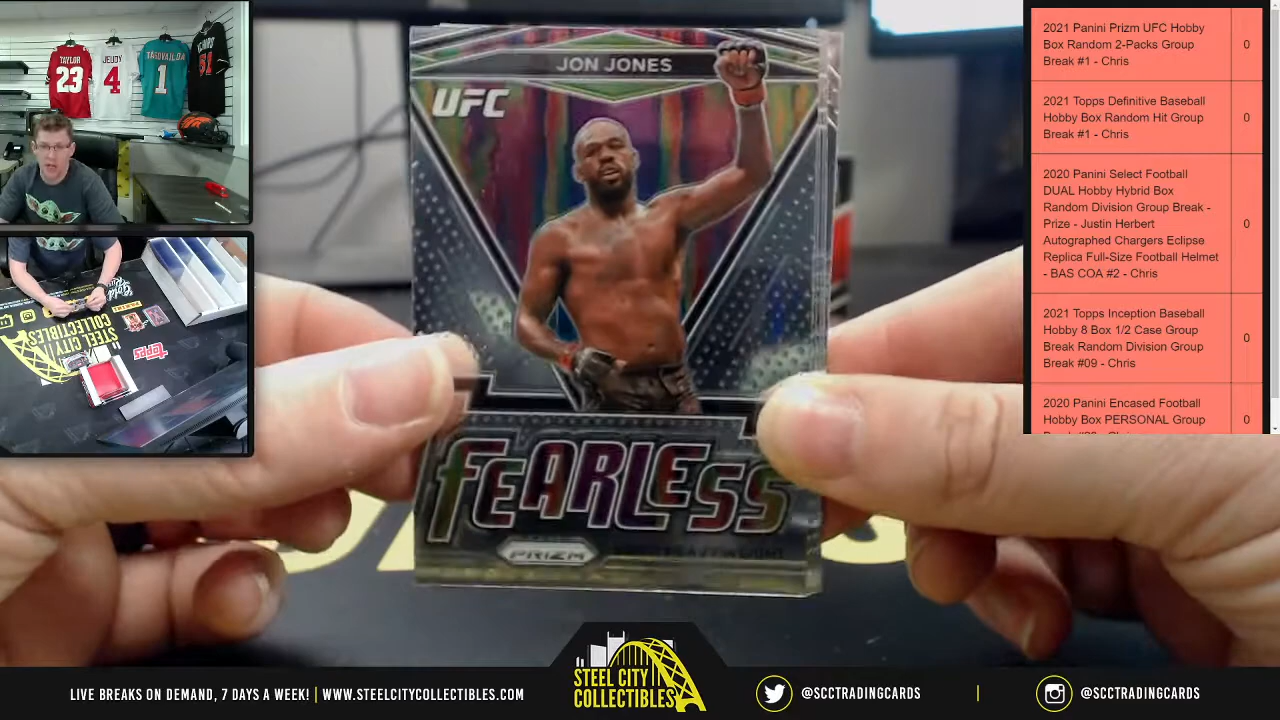 TAYLOR
23
JEUDY
4
TAGOVAILOA
1
JON JONES
UFC
FEARLESS
PRIZM
2021 Panini Prizm UFC Hobby
Box Random 2-Packs Group
Break #1 - Chris
0
2021 Topps Definitive Baseball
Hobby Box Random Hit Group
Break #1 - Chris
0
2020 Panini Select Football
DUAL Hobby Hybrid Box
Random Division Group Break -
Prize - Justin Herbert
Autographed Chargers Eclipse
Replica Full-Size Football Helmet
- BAS COA #2 - Chris
0
2021 Topps Inception Baseball
Hobby 8 Box 1/2 Case Group
Break Random Division Group
Break #09 - Chris
0
2020 Panini Encased Football
Hobby Box PERSONAL Group
0
STEEL CITY
COLLECTIBLES
Topps
LIVE BREAKS ON DEMAND, 7 DAYS A WEEK! | WWW.STEELCITYCOLLECTIBLES.COM
STEEL CITY
COLLECTIBLES
@SCCTRADINGCARDS
|
@SCCTRADINGCARDS